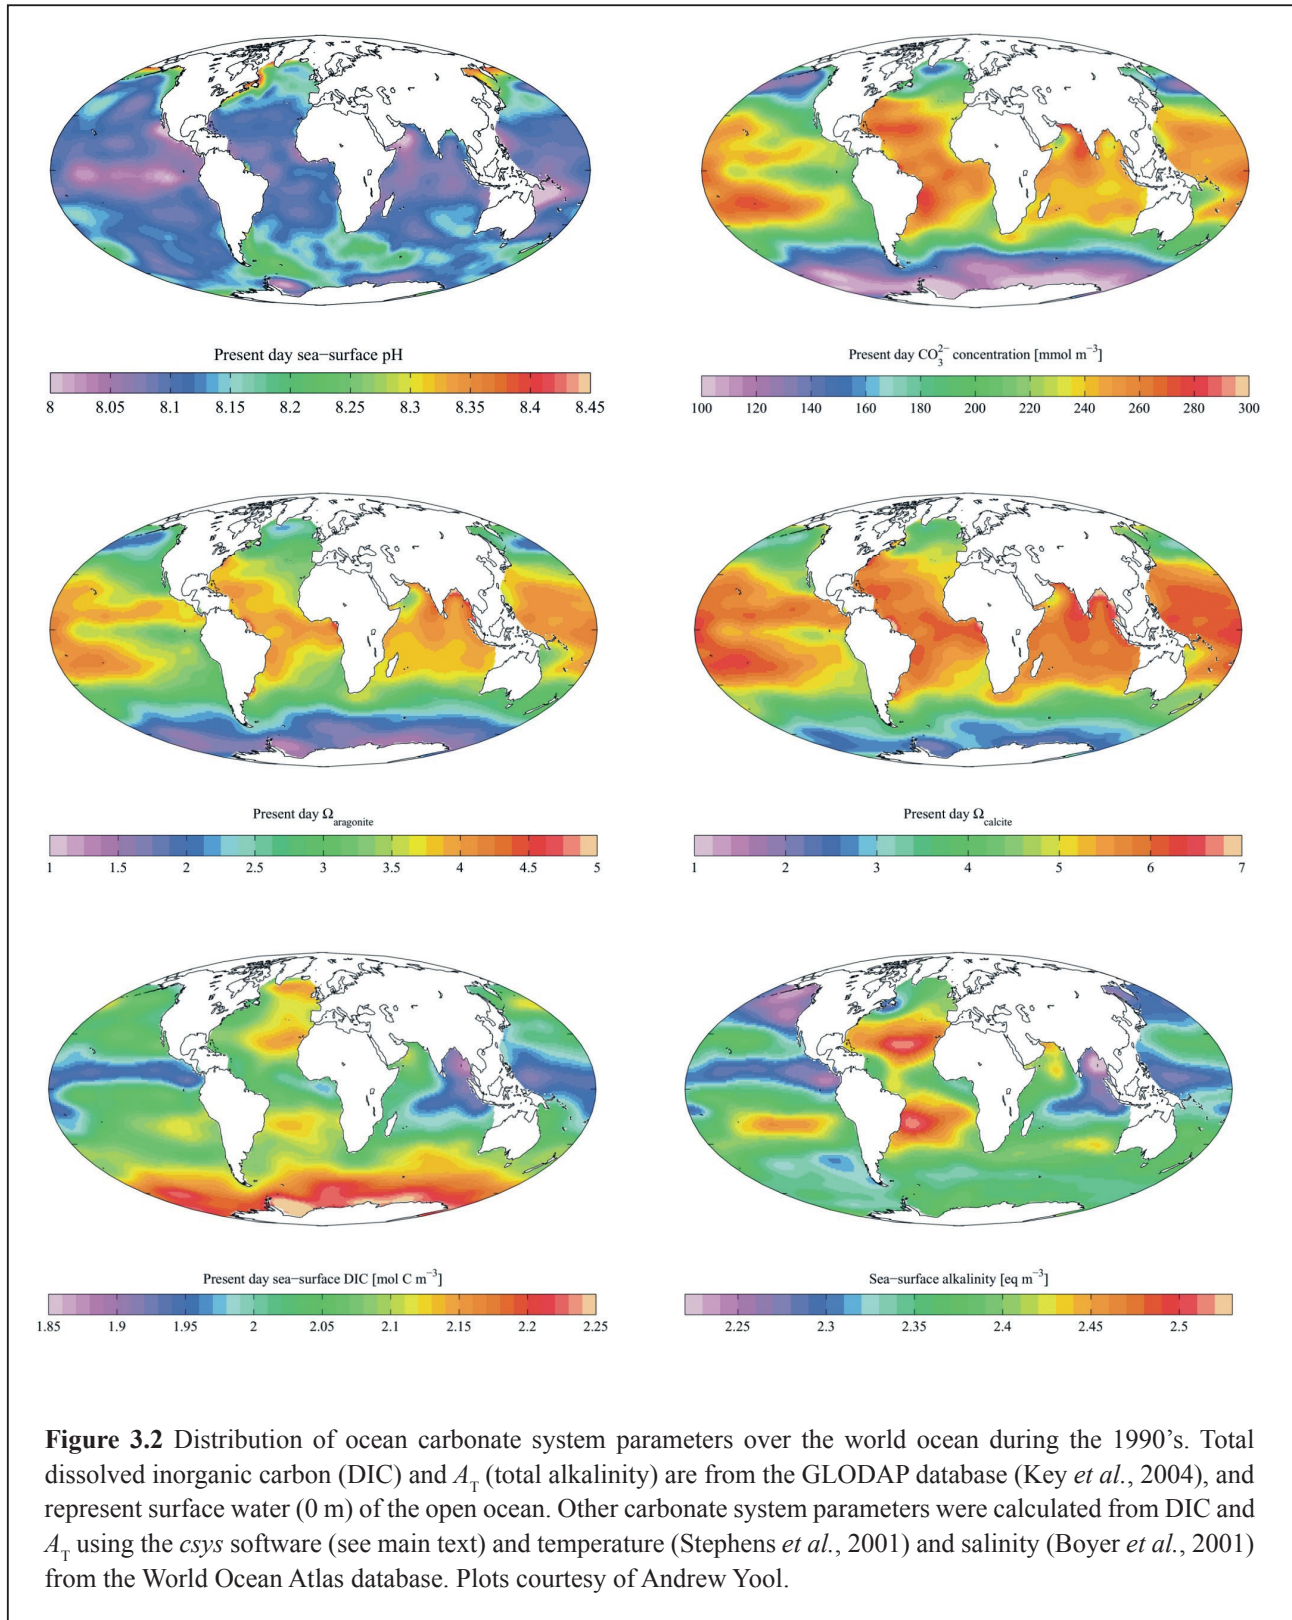 Present day sea−surface pH
8 8.05 8.1 8.15 8.2 8.25 8.3 8.35 8.4 8.45
Present day CO₃²⁻ concentration [mmol m⁻³]
100 120 140 160 180 200 220 240 260 280 300
Present day Ω aragonite
1 1.5 2 2.5 3 3.5 4 4.5 5
Present day Ω calcite
1 2 3 4 5 6 7
Present day sea−surface DIC [mol C m⁻³]
1.85 1.9 1.95 2 2.05 2.1 2.15 2.2 2.25
Sea−surface alkalinity [eq m⁻³]
2.25 2.3 2.35 2.4 2.45 2.5
Figure 3.2 Distribution of ocean carbonate system parameters over the world ocean during the 1990's. Total
dissolved inorganic carbon (DIC) and A_T (total alkalinity) are from the GLODAP database (Key et al., 2004), and
represent surface water (0 m) of the open ocean. Other carbonate system parameters were calculated from DIC and
A_T using the csys software (see main text) and temperature (Stephens et al., 2001) and salinity (Boyer et al., 2001)
from the World Ocean Atlas database. Plots courtesy of Andrew Yool.